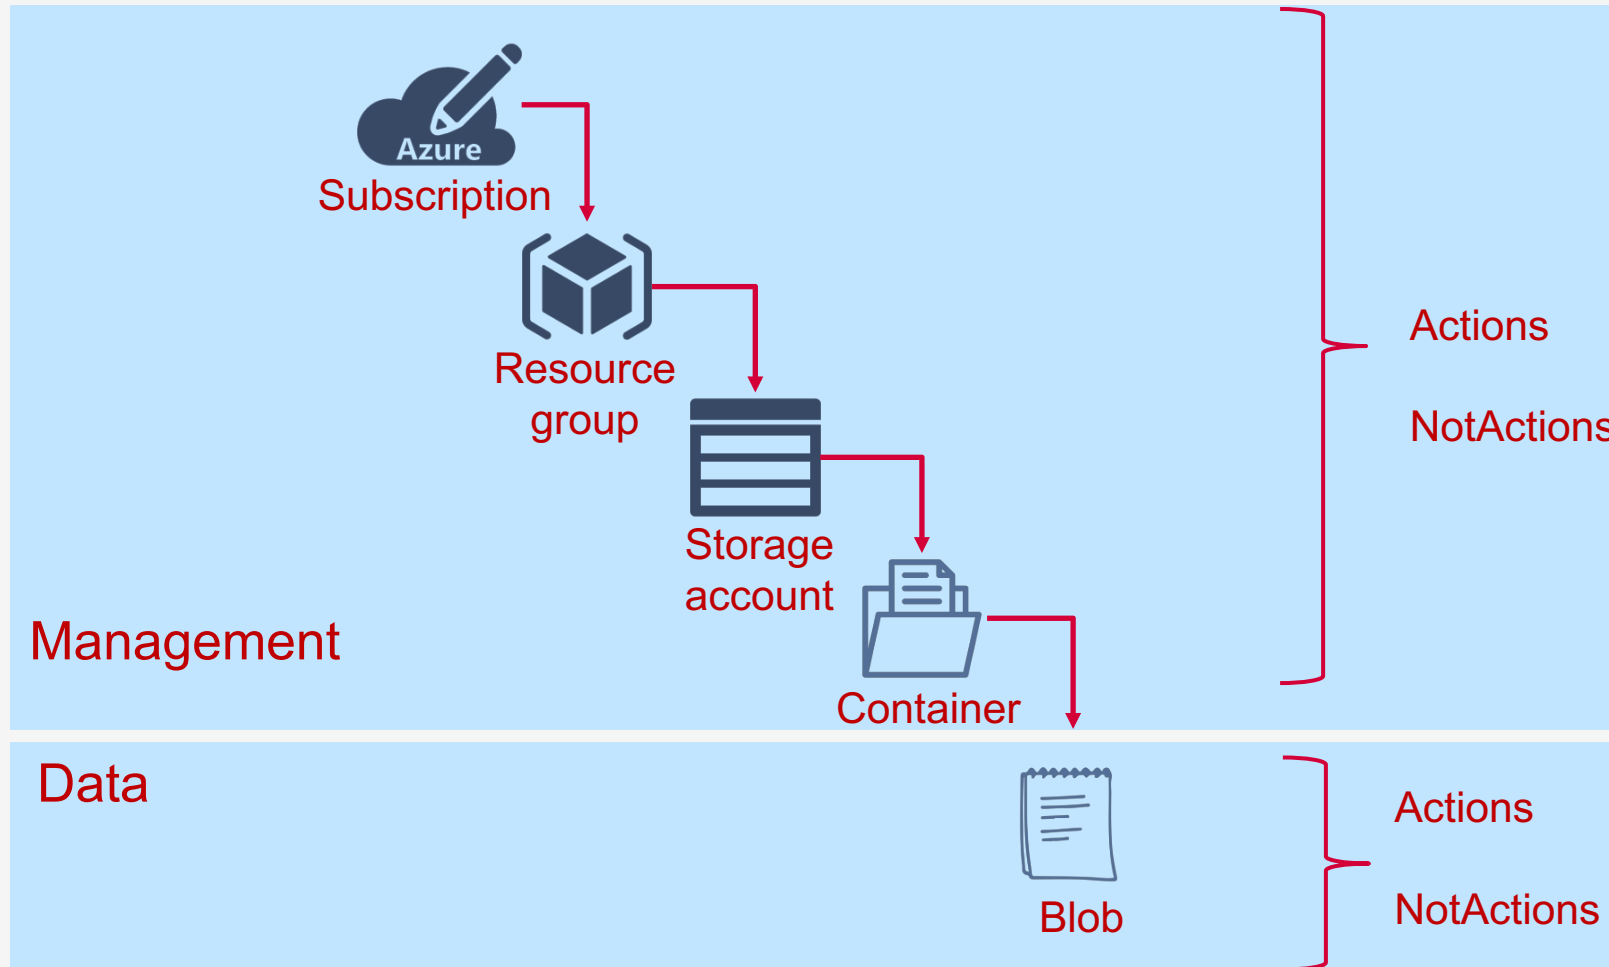 Azure
Subscription
Resource
group
Actions
NotActions
Storage
account
Management
Container
Data
Actions
Blob
NotActions